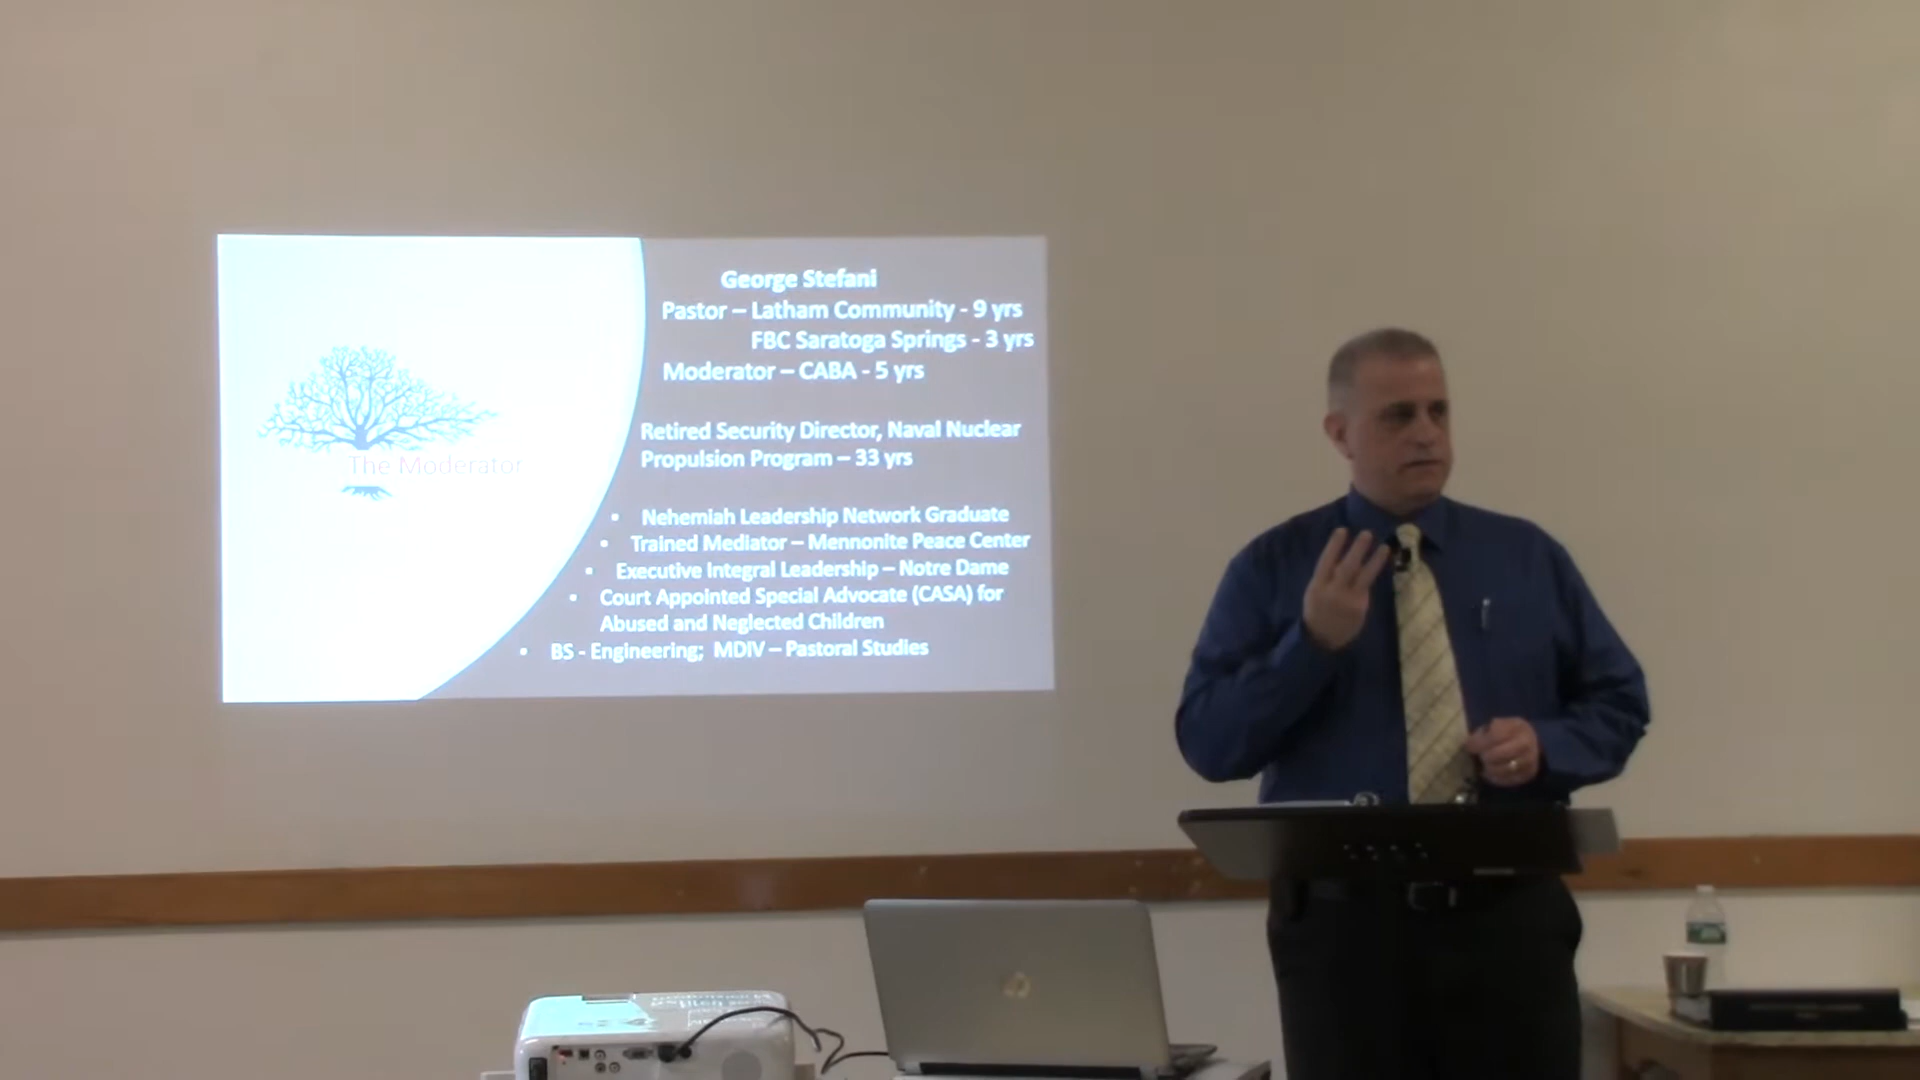 George Stefani
Pastor – Latham Community - 9 yrs
FBC Saratoga Springs - 3 yrs
Moderator – CABA - 5 yrs
Retired Security Director, Naval Nuclear
Propulsion Program – 33 yrs
• Nehemiah Leadership Network Graduate
• Trained Mediator – Mennonite Peace Center
• Executive Integral Leadership – Notre Dame
• Court Appointed Special Advocate (CASA) for
Abused and Neglected Children
• BS - Engineering; MDIV – Pastoral Studies
The Moderator
hp